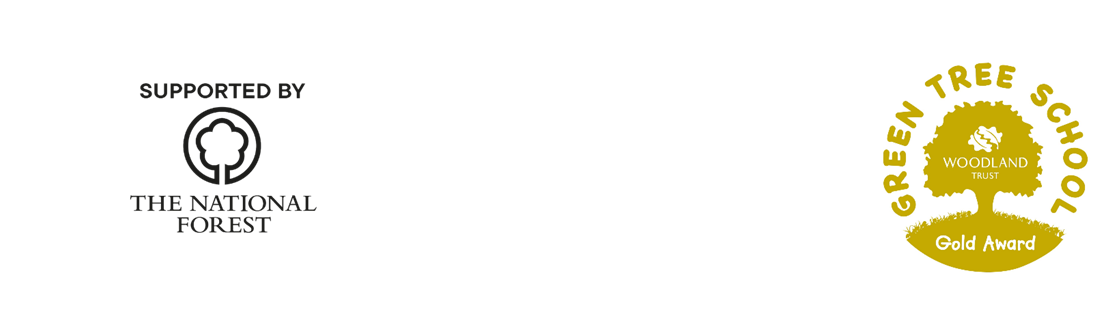 SUPPORTED BY
THE NATIONAL
FOREST
GREEN TREE SCHOOL
WOODLAND
TRUST
Gold Award